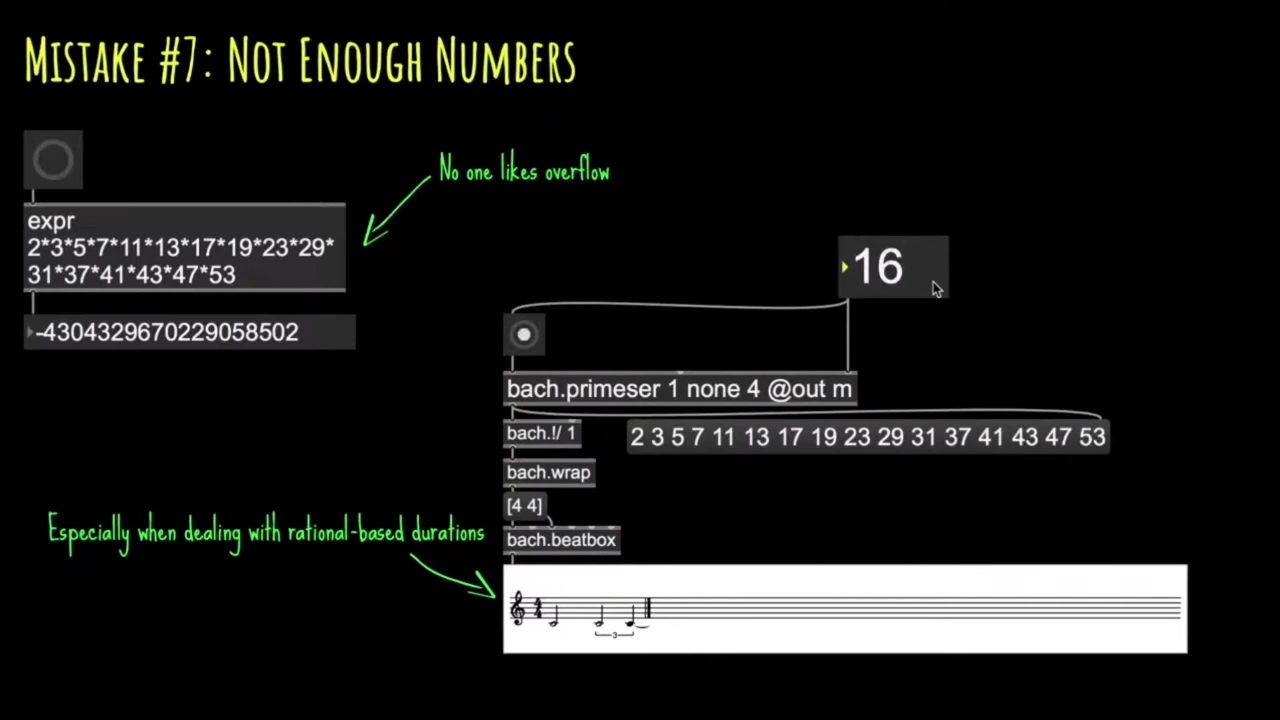 MISTAKE #7: NOT ENOUGH NUMBERS
No one likes overflow
expr
2*3*5*7*11*13*17*19*23*29*
31*37*41*43*47*53
-4304329670229058502
16
bach.primeser 1 none 4 @out m
bach.!/ 1
2 3 5 7 11 13 17 19 23 29 31 37 41 43 47 53
bach.wrap
[4 4]
Especially when dealing with rational-based durations
bach.beatbox
4
4
3